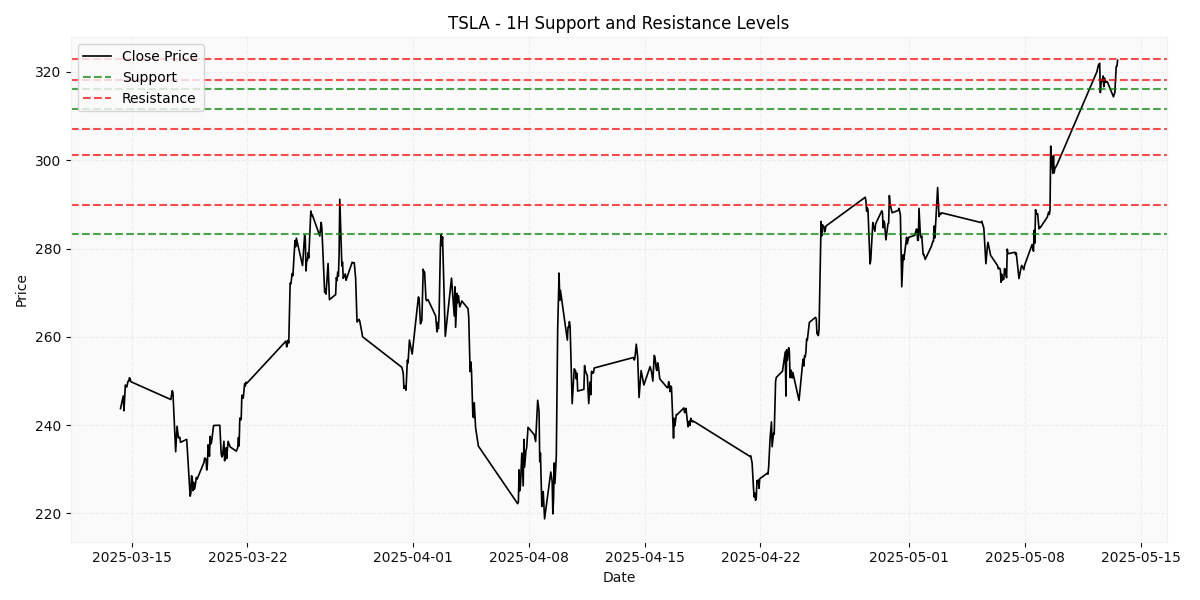 TSLA - 1H Support and Resistance Levels
Close Price
Support
Resistance
320
300
280
260
240
220
Price
2025-03-15
2025-03-22
2025-04-01
2025-04-08
2025-04-15
2025-04-22
2025-05-01
2025-05-08
2025-05-15
Date